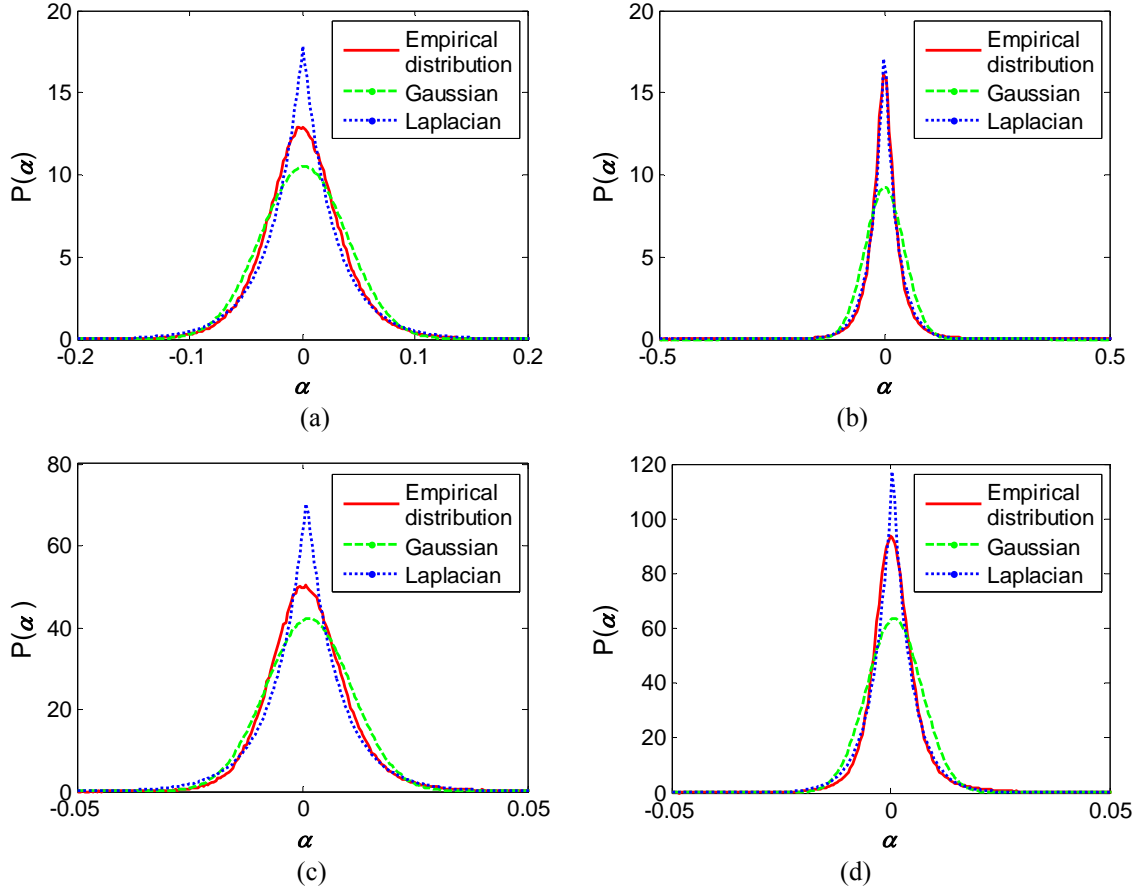 20
15
10
5
0
-0.2
-0.1
0
0.1
0.2
P(α)
α
Empirical
distribution
Gaussian
Laplacian
(a)
20
15
10
5
0
-0.5
0
0.5
P(α)
α
Empirical
distribution
Gaussian
Laplacian
(b)
80
60
40
20
0
-0.05
0
0.05
P(α)
α
Empirical
distribution
Gaussian
Laplacian
(c)
120
100
80
60
40
20
0
-0.05
0
0.05
P(α)
α
Empirical
distribution
Gaussian
Laplacian
(d)